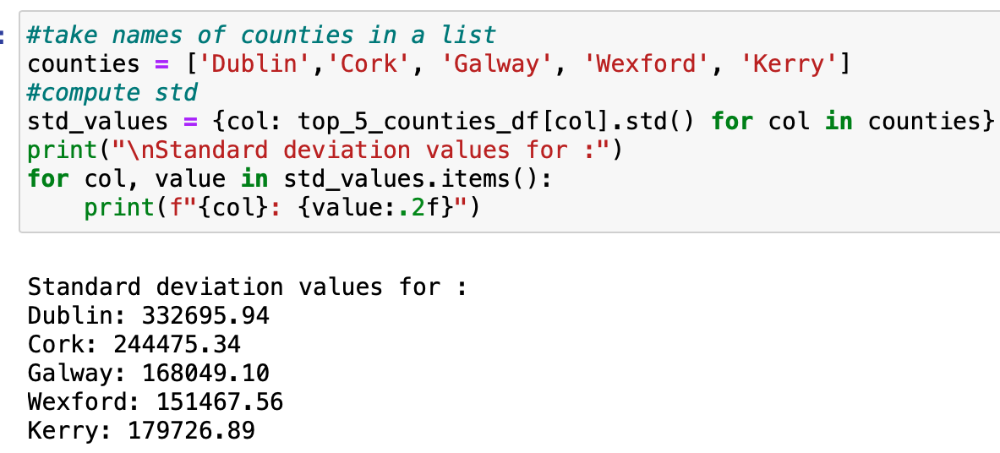 :
#take names of counties in a list
counties = ['Dublin','Cork', 'Galway', 'Wexford', 'Kerry']
#compute std
std_values = {col: top_5_counties_df[col].std() for col in counties}
print("\nStandard deviation values for :")
for col, value in std_values.items():
    print(f"{col}: {value:.2f}")
Standard deviation values for :
Dublin: 332695.94
Cork: 244475.34
Galway: 168049.10
Wexford: 151467.56
Kerry: 179726.89